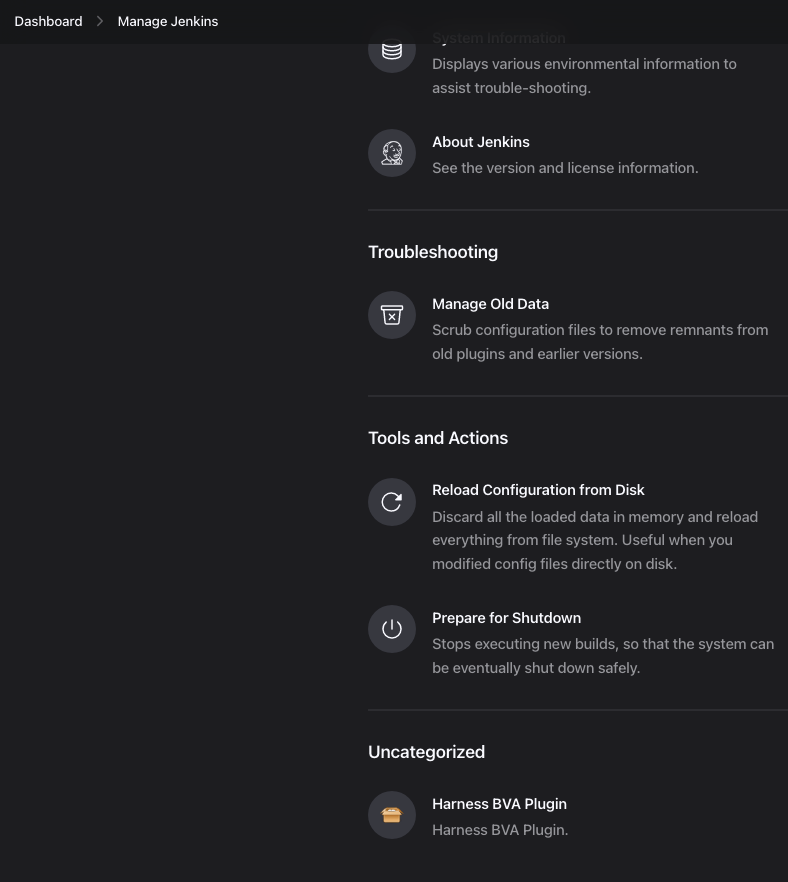 Dashboard > Manage Jenkins
System Information
Displays various environmental information to
assist trouble-shooting.
About Jenkins
See the version and license information.
Troubleshooting
Manage Old Data
Scrub configuration files to remove remnants from
old plugins and earlier versions.
Tools and Actions
Reload Configuration from Disk
Discard all the loaded data in memory and reload
everything from file system. Useful when you
modified config files directly on disk.
Prepare for Shutdown
Stops executing new builds, so that the system can
be eventually shut down safely.
Uncategorized
Harness BVA Plugin
Harness BVA Plugin.